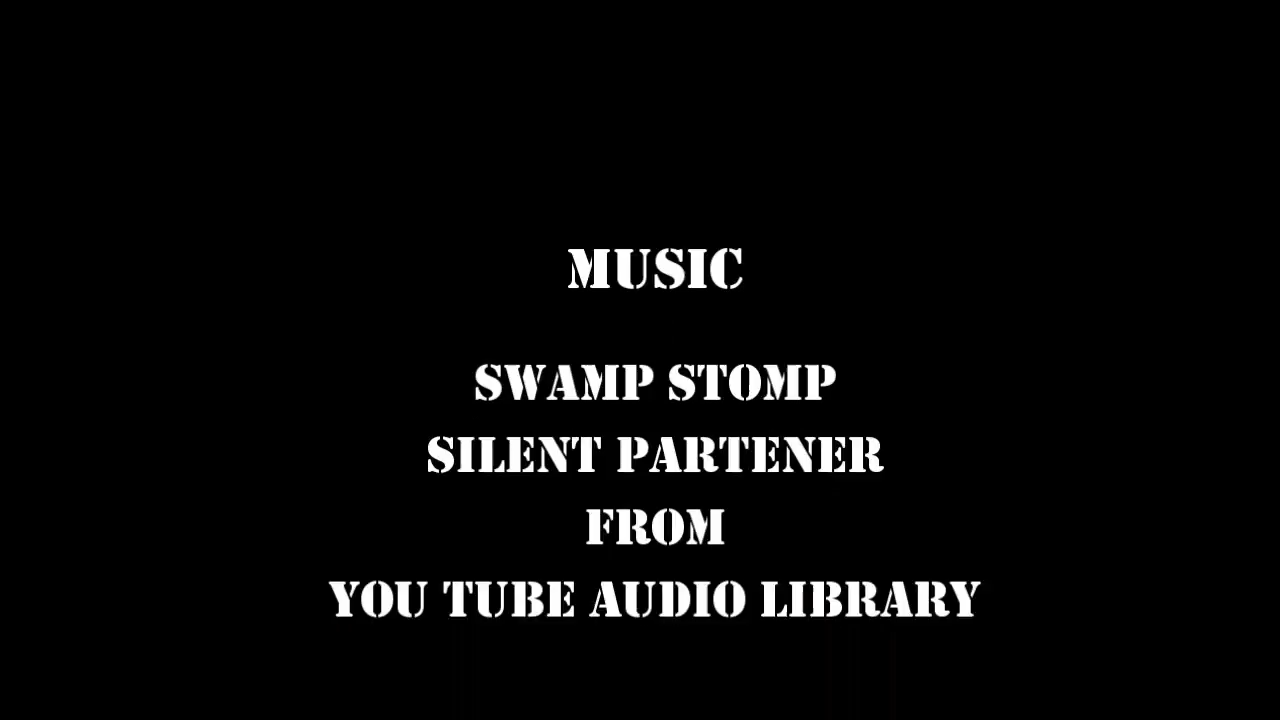 MUSIC
SWAMP STOMP
SILENT PARTENER
FROM
YOU TUBE AUDIO LIBRARY